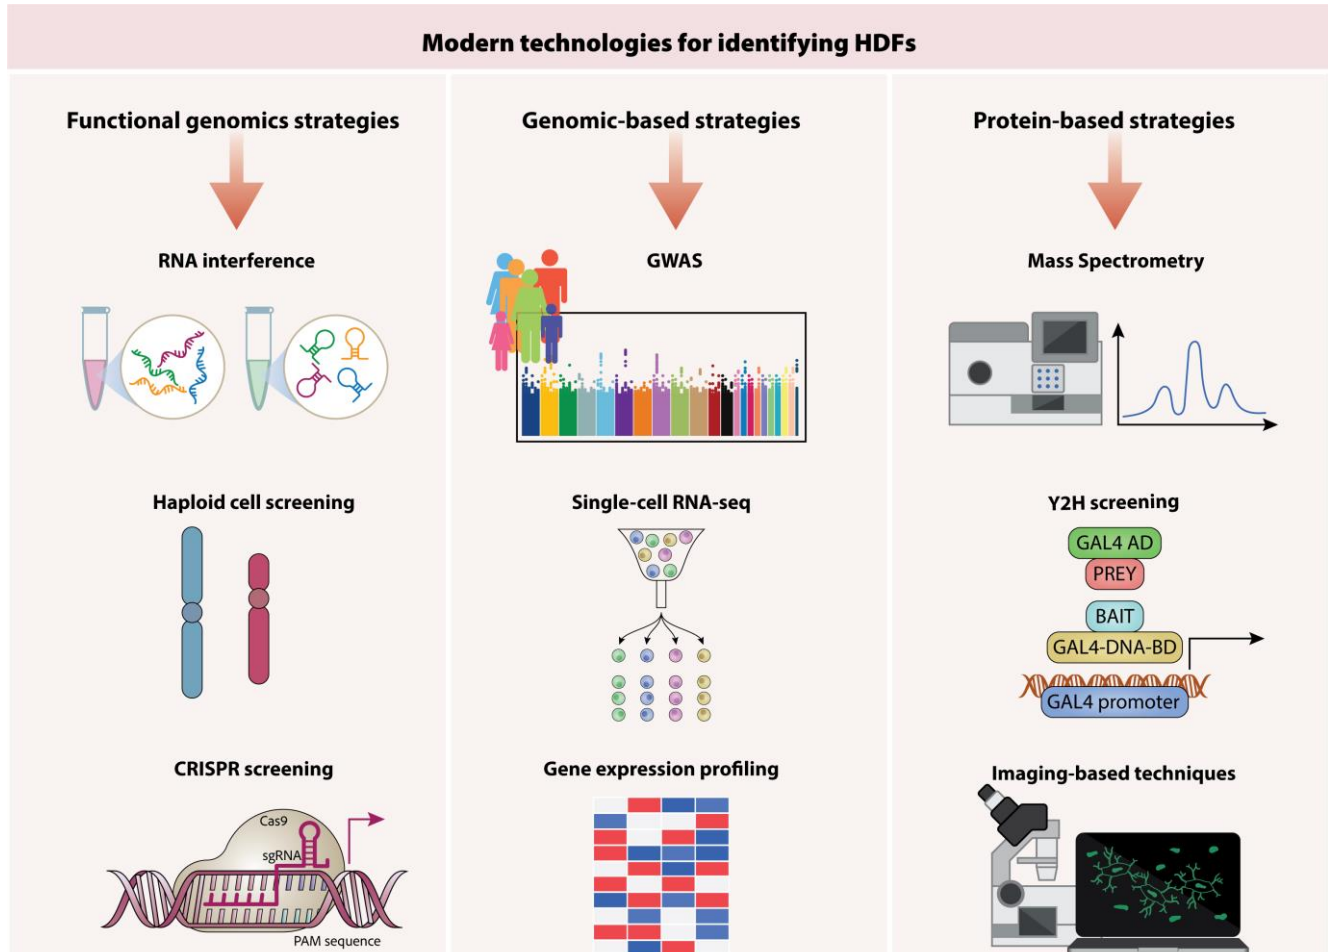 Modern technologies for identifying HDFs
Functional genomics strategies
RNA interference
Haploid cell screening
CRISPR screening
Cas9
sgRNA
PAM sequence
Genomic-based strategies
GWAS
Single-cell RNA-seq
Gene expression profiling
Protein-based strategies
Mass Spectrometry
Y2H screening
GAL4 AD
PREY
BAIT
GAL4-DNA-BD
GAL4 promoter
Imaging-based techniques